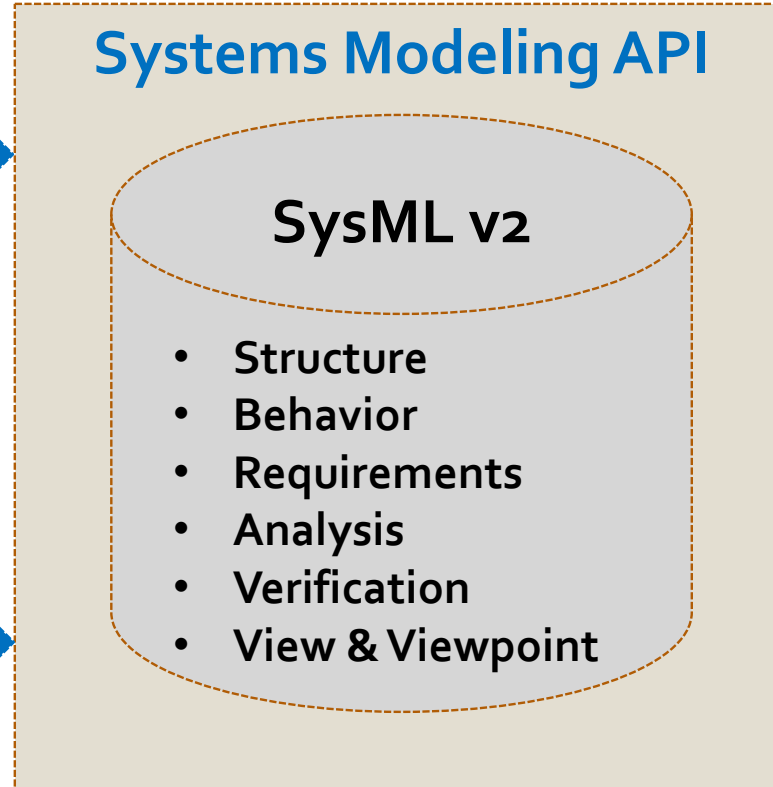 Systems Modeling API
SysML v2
• Structure
• Behavior
• Requirements
• Analysis
• Verification
• View & Viewpoint